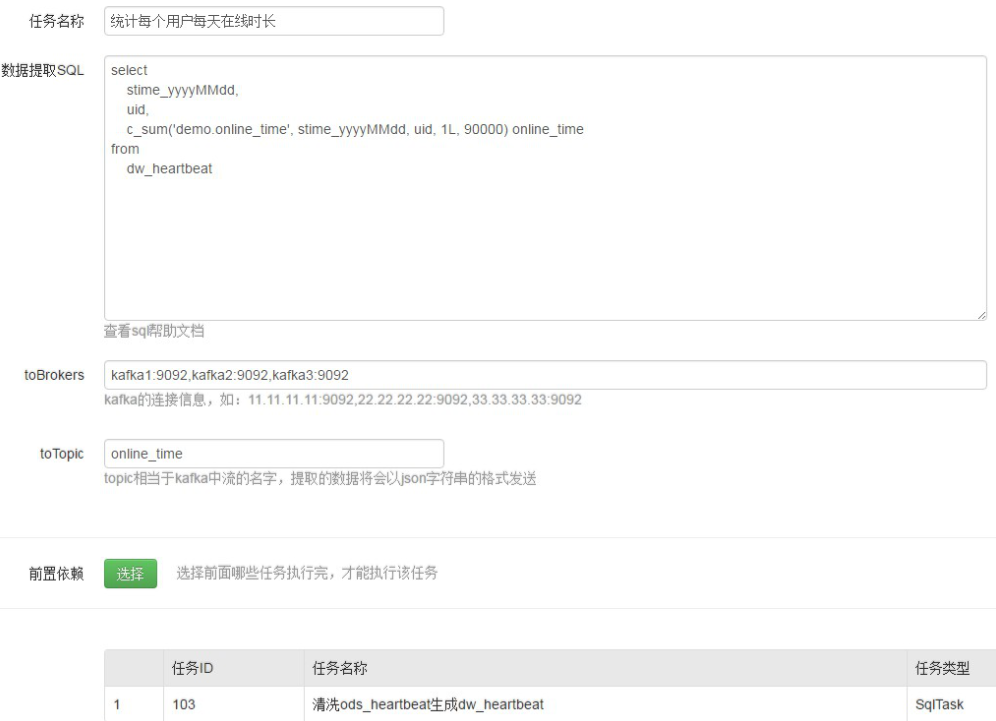 任务名称 统计每个用户每天在线时长
数据提取SQL select
stime_yyyyMMdd,
uid,
c_sum('demo.online_time', stime_yyyyMMdd, uid, 1L, 90000) online_time
from
dw_heartbeat
查看sql帮助文档
toBrokers kafka1:9092,kafka2:9092,kafka3:9092
kafka的连接信息，如：11.11.11.11:9092,22.22.22.22:9092,33.33.33.33:9092
toTopic online_time
topic相当于kafka中流的名字，提取的数据将会以json字符串的格式发送
前置依赖 选择 选择前面哪些任务执行完，才能执行该任务
任务ID 任务名称 任务类型
1 103 清洗ods_heartbeat生成dw_heartbeat SqlTask